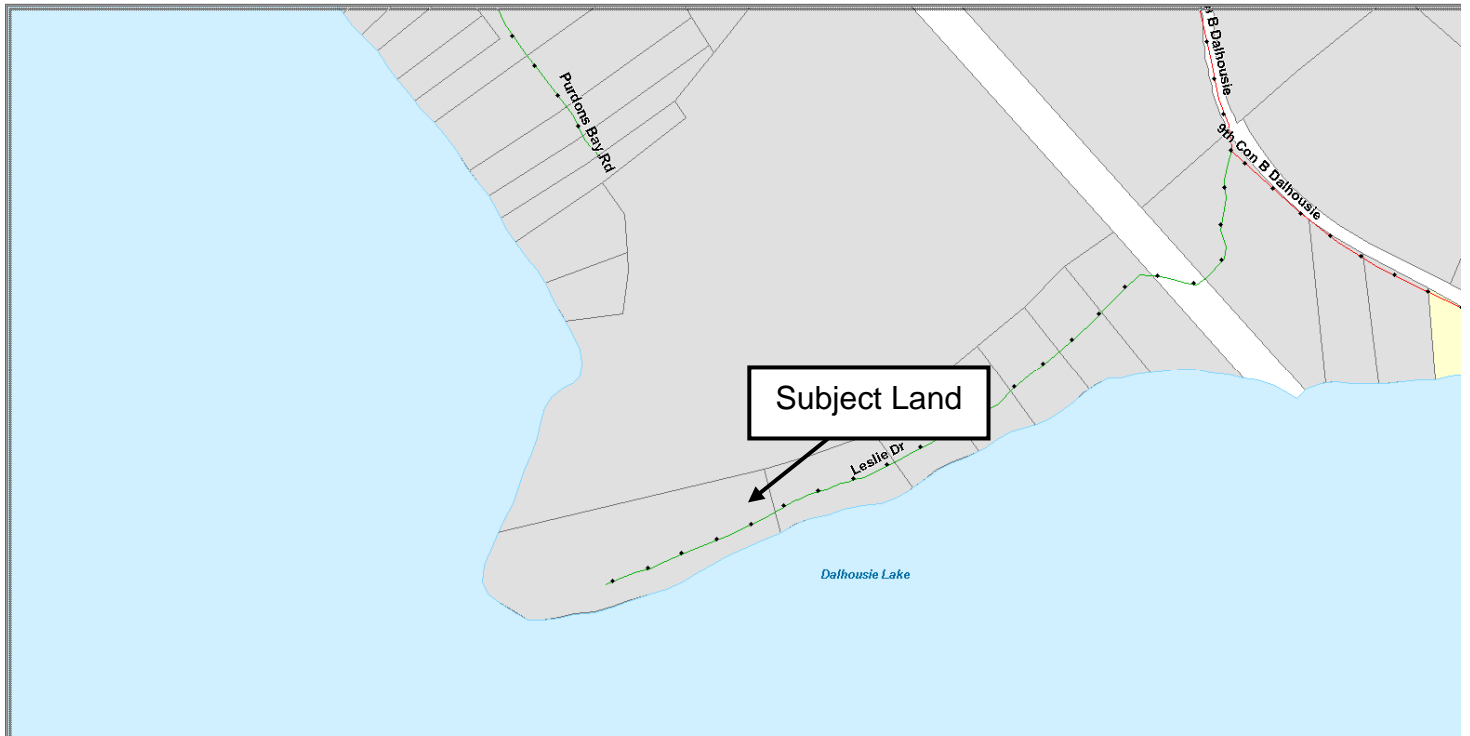 B Dalhousie
Purdons Bay Rd
9th Con B Dalhousie
Subject Land
Leslie Dr
Dalhousie Lake